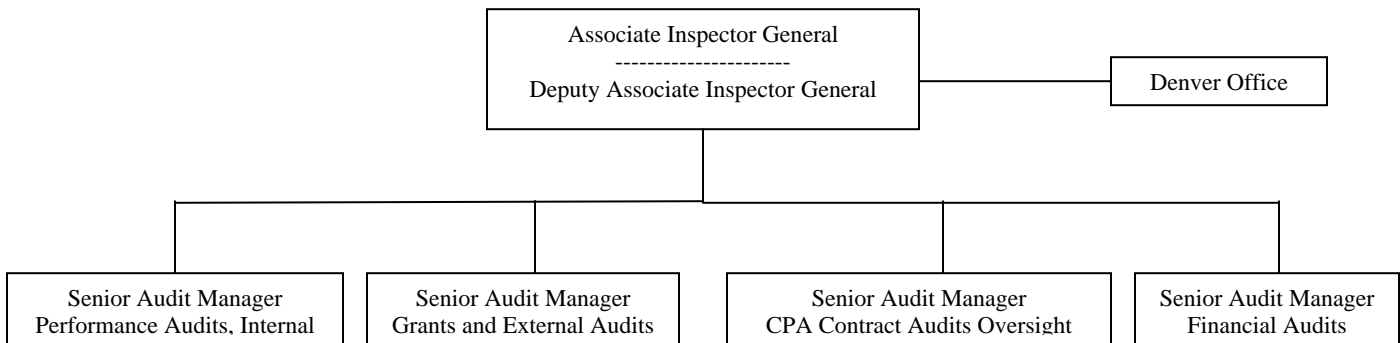 Associate Inspector General
----------------------
Deputy Associate Inspector General
Denver Office
Senior Audit Manager
Performance Audits, Internal
Senior Audit Manager
Grants and External Audits
Senior Audit Manager
CPA Contract Audits Oversight
Senior Audit Manager
Financial Audits